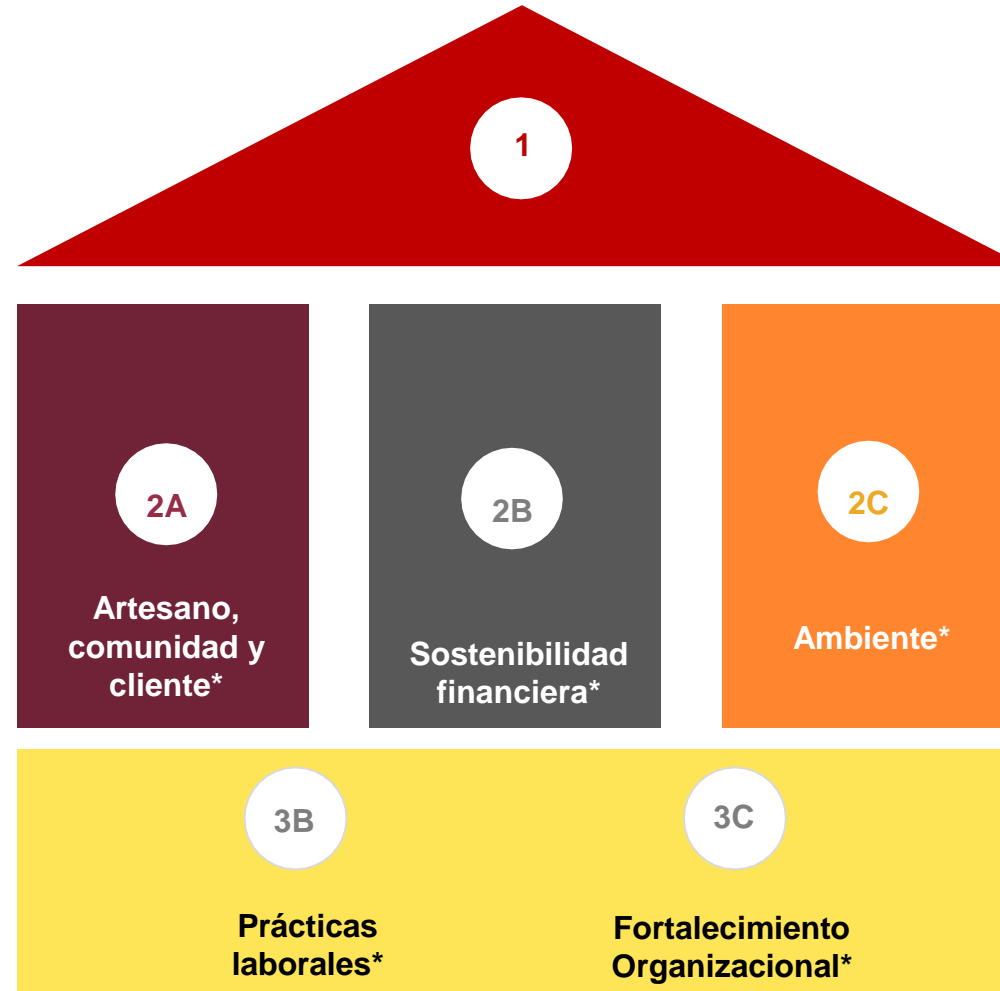 1
2A
Artesano,
comunidad y
cliente*
2B
Sostenibilidad
financiera*
2C
Ambiente*
3B
Prácticas
laborales*
3C
Fortalecimiento
Organizacional*